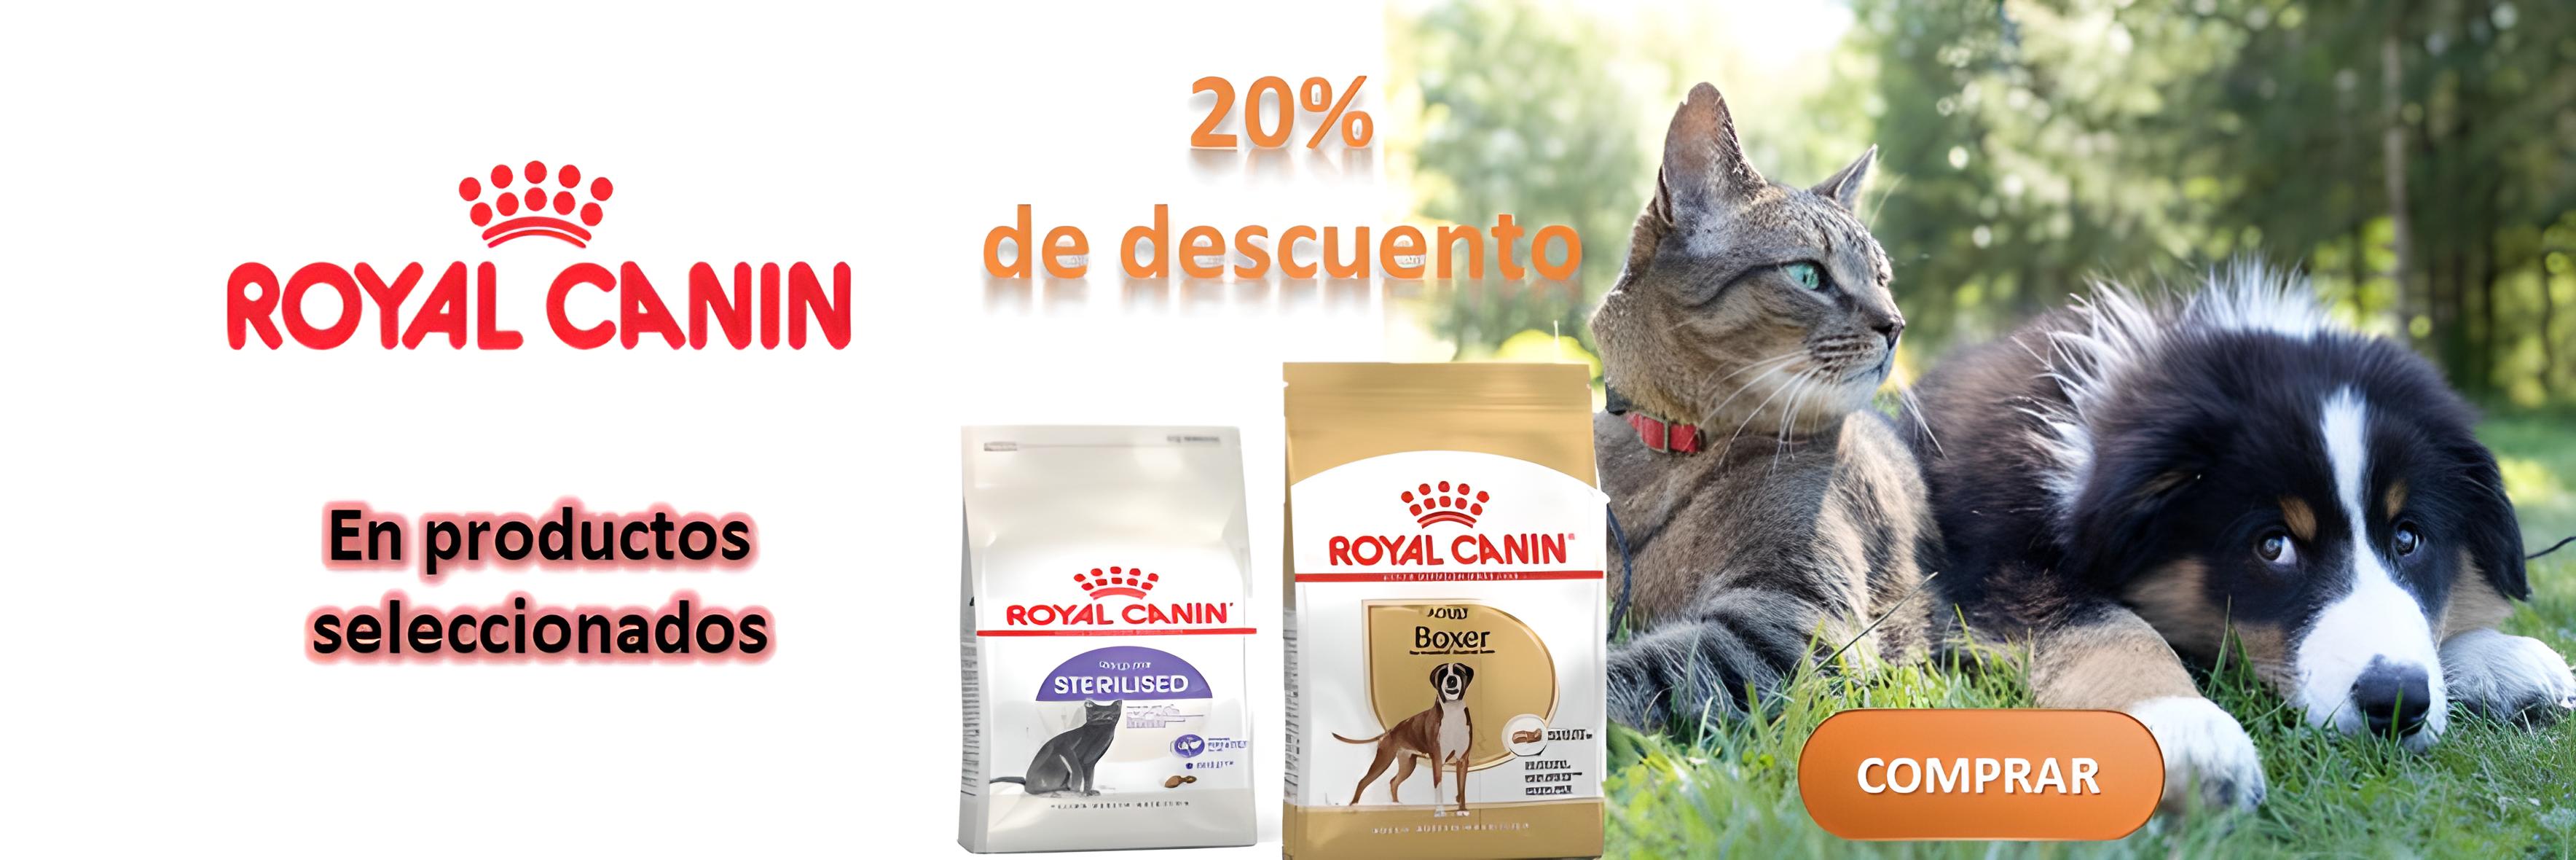 ROYAL CANIN
En productos
seleccionados
20%
de descuento
ROYAL CANIN
STERILISED
ROYAL CANIN
Boxer
COMPRAR